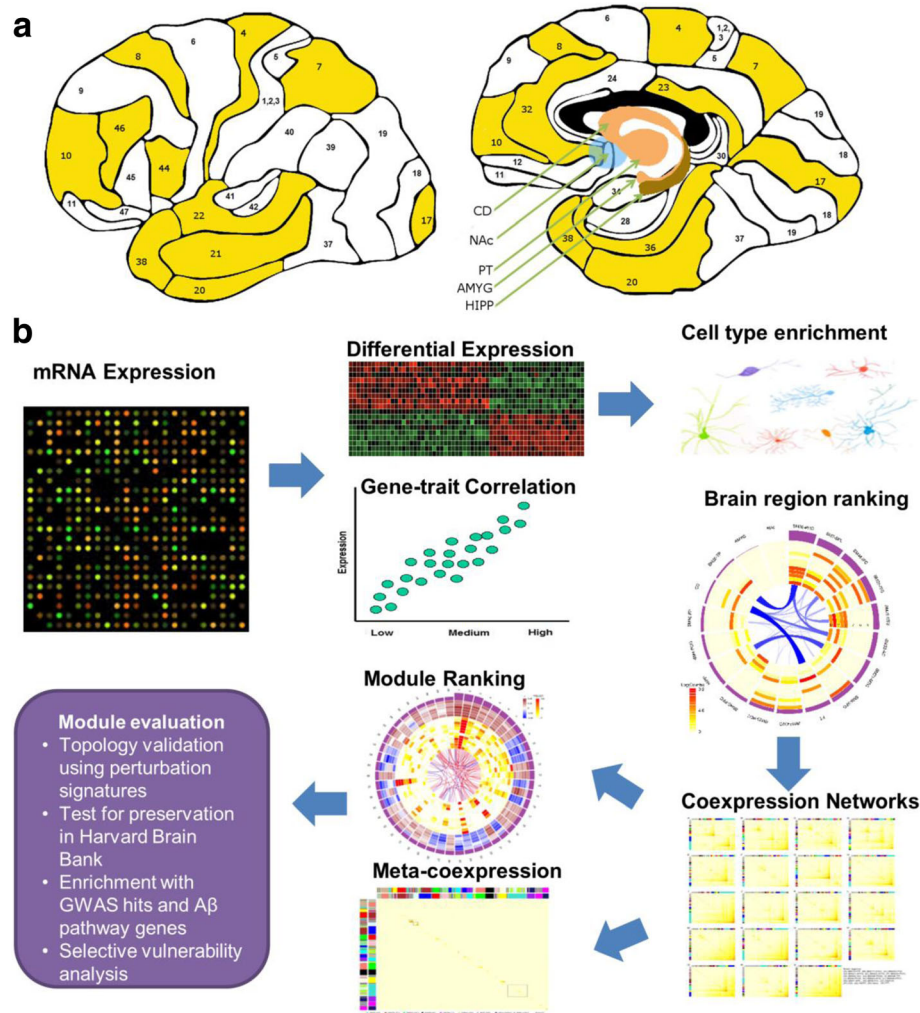 a
6
4
8
5
7
9
1,2,3
46
40
19
10
44
39
45
18
41
11
47
42
22
17
21
37
38
20
6
4
1,2,
3
8
5
9
7
24
23
32
19
10
30
18
12
11
17
CD
28
18
NAc
38
36
19
37
PT
AMYG
20
HIPP
b
mRNA Expression
Differential Expression
Cell type enrichment
Gene-trait Correlation
Expression
Low Medium High
Brain region ranking
Module Ranking
Module evaluation
• Topology validation
using perturbation
signatures
• Test for preservation
in Harvard Brain
Bank
• Enrichment with
GWAS hits and Aβ
pathway genes
• Selective vulnerability
analysis
Coexpression Networks
Meta-coexpression